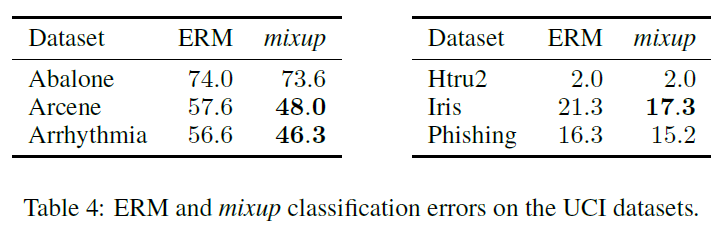 Dataset ERM mixup
Abalone 74.0 73.6
Arcene 57.6 48.0
Arrhythmia 56.6 46.3
Dataset ERM mixup
Htru2 2.0 2.0
Iris 21.3 17.3
Phishing 16.3 15.2
Table 4: ERM and mixup classification errors on the UCI datasets.